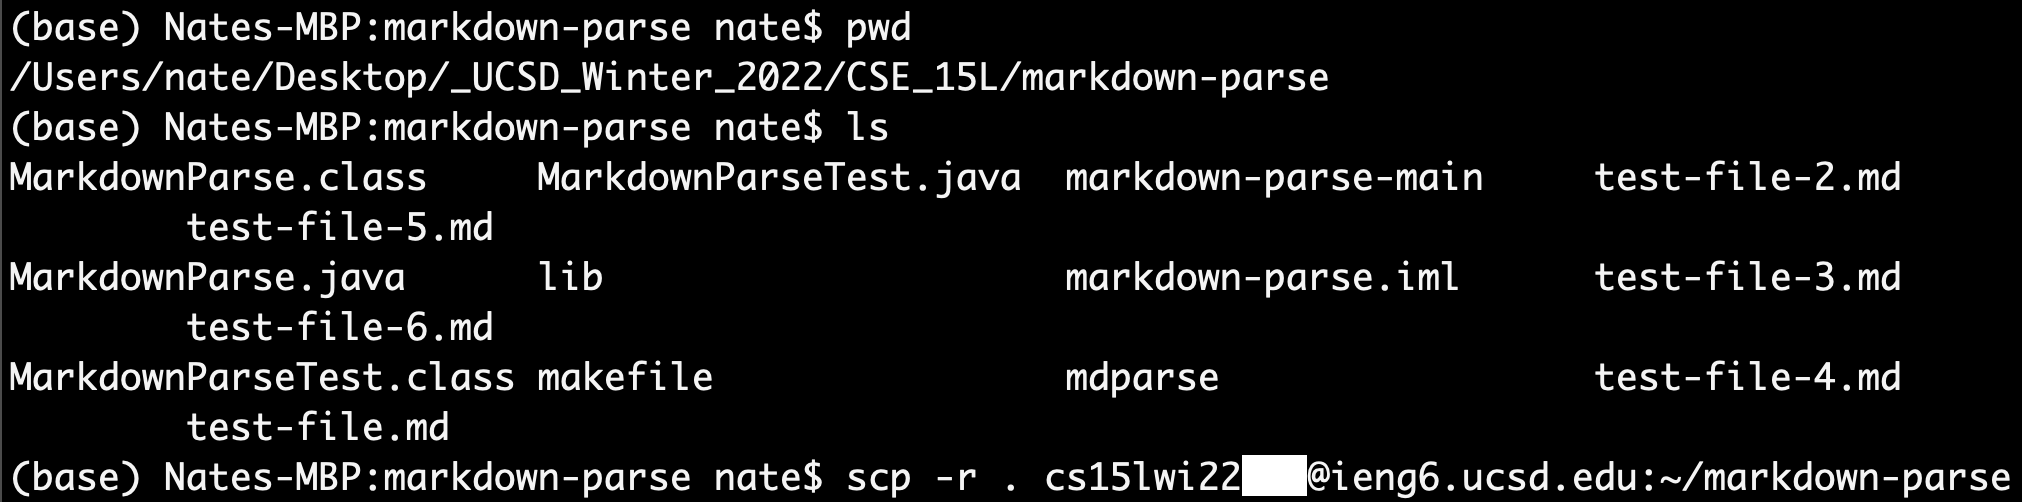 (base) Nates-MBP:markdown-parse nate$ pwd
/Users/nate/Desktop/_UCSD_Winter_2022/CSE_15L/markdown-parse
(base) Nates-MBP:markdown-parse nate$ ls
MarkdownParse.class     MarkdownParseTest.java  markdown-parse-main     test-file-2.md
        test-file-5.md
MarkdownParse.java      lib                     markdown-parse.iml      test-file-3.md
        test-file-6.md
MarkdownParseTest.class makefile                mdparse                 test-file-4.md
        test-file.md
(base) Nates-MBP:markdown-parse nate$ scp -r . cs15lwi22   @ieng6.ucsd.edu:~/markdown-parse